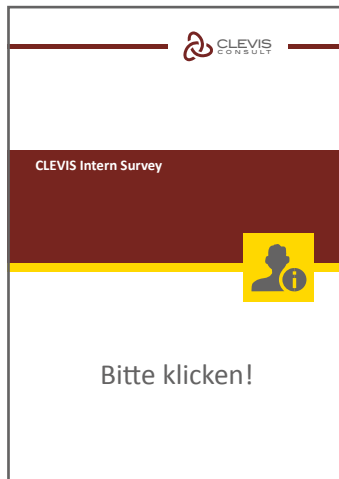 CLEVIS
CONSULT
CLEVIS Intern Survey
i
Bitte klicken!